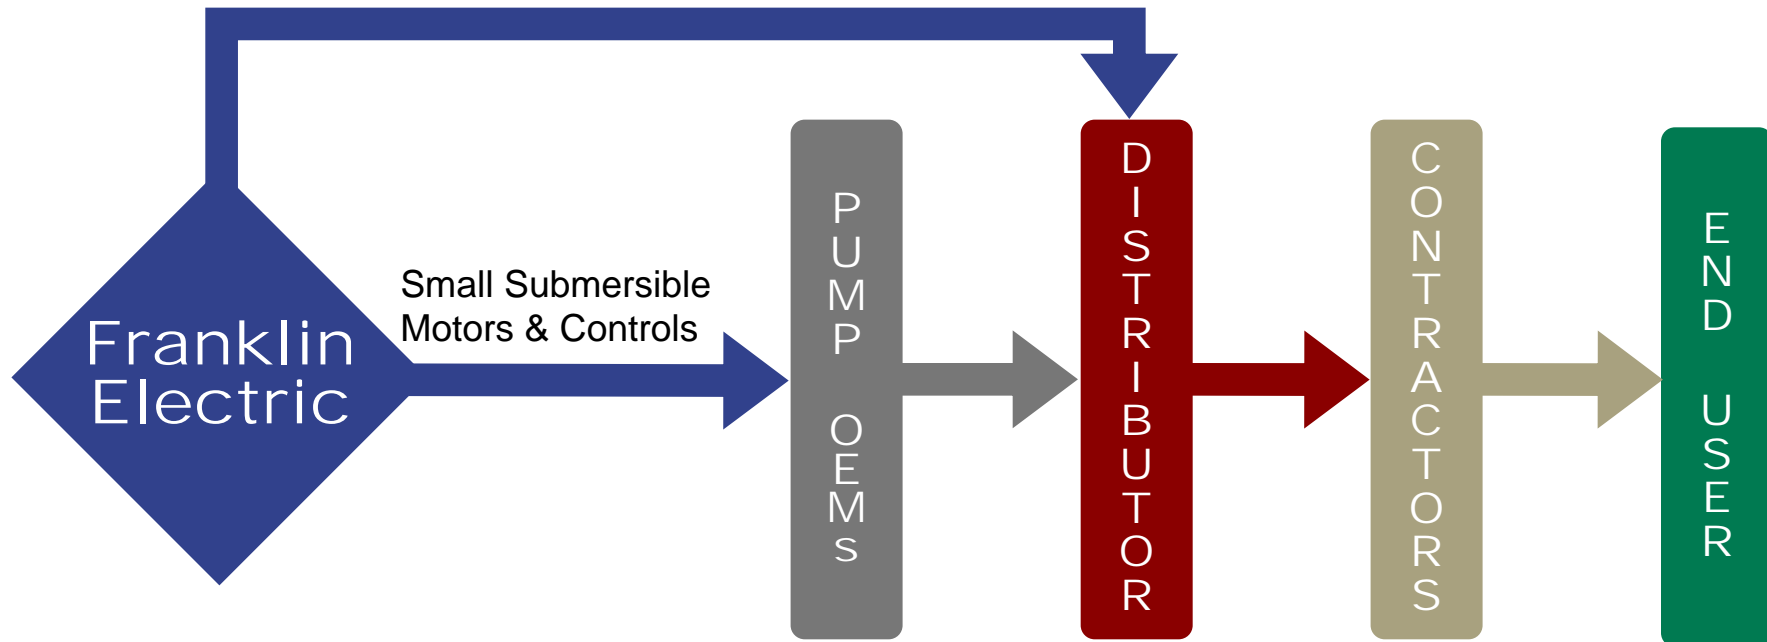 Small Submersible
Motors & Controls
Franklin
Electric
PUMP OEMs
DISTRIBUTOR
CONTRACTORS
END USER